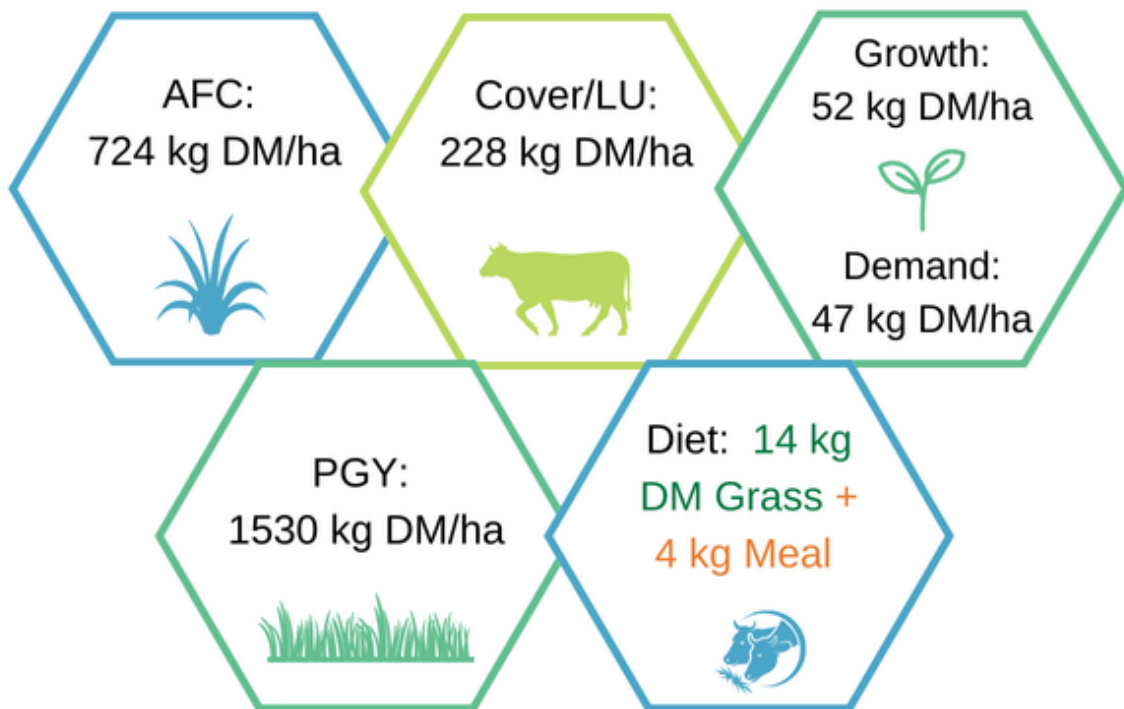 AFC:
724 kg DM/ha
Cover/LU:
228 kg DM/ha
Growth:
52 kg DM/ha
Demand:
47 kg DM/ha
PGY:
1530 kg DM/ha
Diet: 14 kg
DM Grass +
4 kg Meal